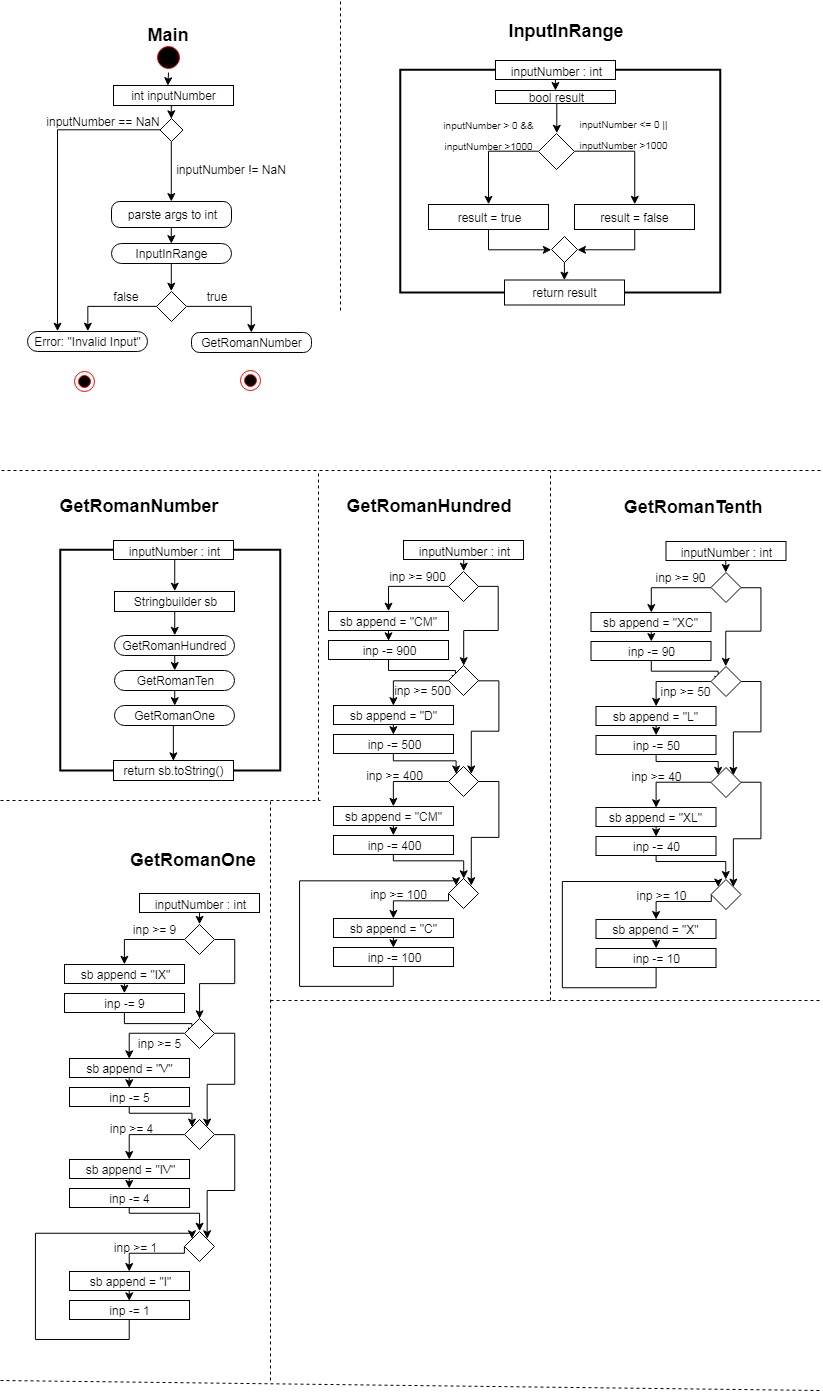 Main
int inputNumber
inputNumber == NaN
inputNumber != NaN
parste args to int
InputInRange
false
true
Error: "Invalid Input"
GetRomanNumber
InputInRange
inputNumber : int
bool result
inputNumber > 0 &&
inputNumber >1000
inputNumber <= 0 ||
inputNumber >1000
result = true
result = false
return result
GetRomanNumber
inputNumber : int
Stringbuilder sb
GetRomanHundred
GetRomanTen
GetRomanOne
return sb.toString()
GetRomanHundred
inputNumber : int
inp >= 900
sb append = "CM"
inp -= 900
inp >= 500
sb append = "D"
inp -= 500
inp >= 400
sb append = "CM"
inp -= 400
inp >= 100
sb append = "C"
inp -= 100
GetRomanTenth
inputNumber : int
inp >= 90
sb append = "XC"
inp -= 90
inp >= 50
sb append = "L"
inp -= 50
inp >= 40
sb append = "XL"
inp -= 40
inp >= 10
sb append = "X"
inp -= 10
GetRomanOne
inputNumber : int
inp >= 9
sb append = "IX"
inp -= 9
inp >= 5
sb append = "V"
inp -= 5
inp >= 4
sb append = "IV"
inp -= 4
inp >= 1
sb append = "I"
inp -= 1